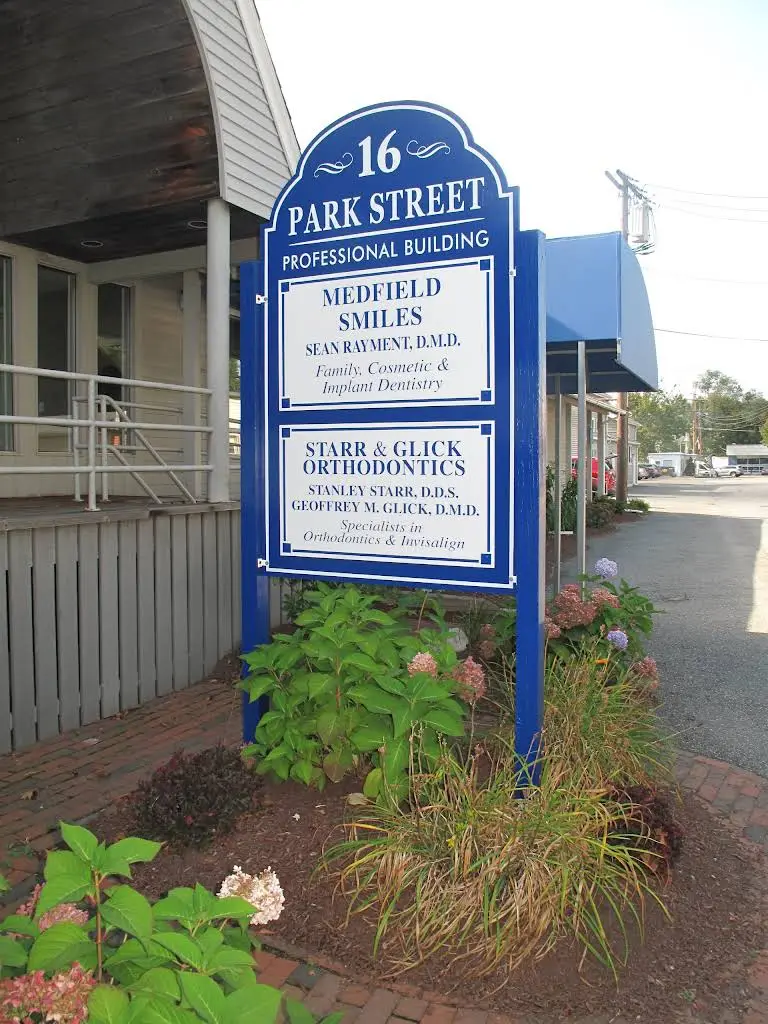 16
PARK STREET
PROFESSIONAL BUILDING
MEDFIELD
SMILES
SEAN RAYMENT, D.M.D.
Family, Cosmetic &
Implant Dentistry
STARR & GLICK
ORTHODONTICS
STANLEY STARR, D.D.S.
GEOFFREY M. GLICK, D.M.D.
Specialists in
Orthodontics & Invisalign